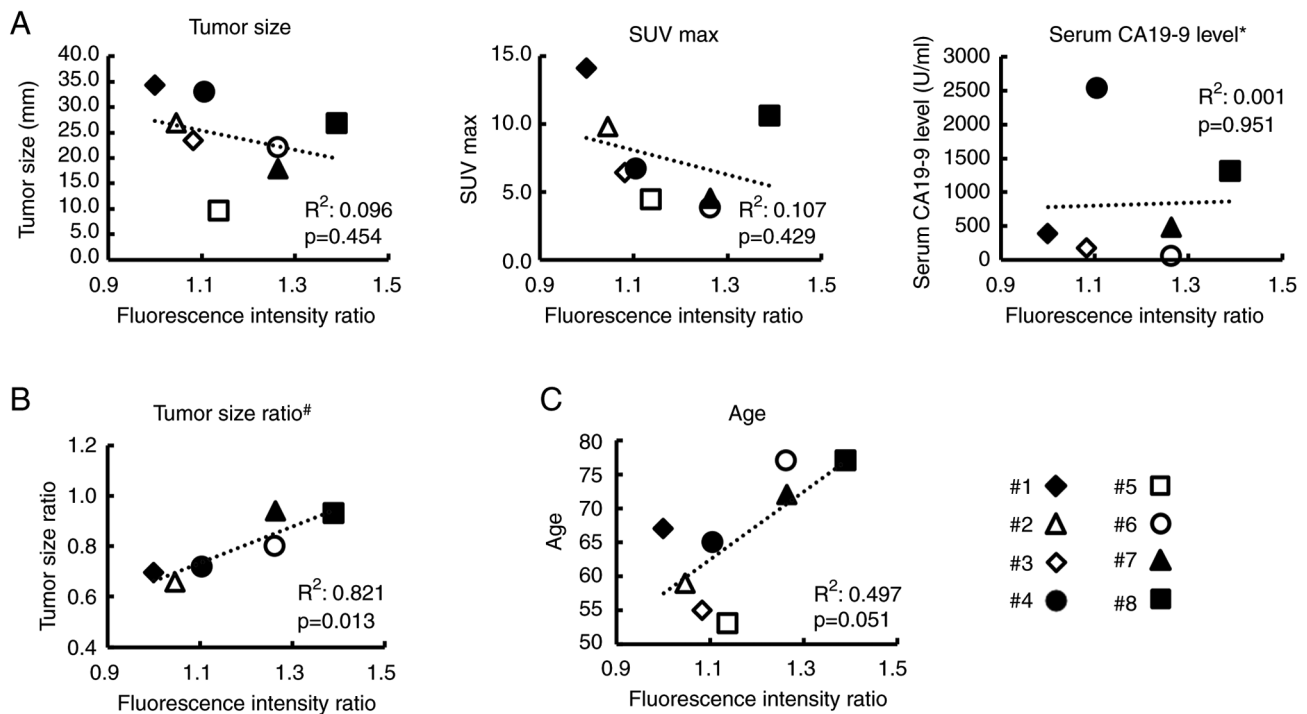 A
Tumor size
Tumor size (mm)
40.0
35.0
30.0
25.0
20.0
15.0
10.0
5.0
0.0
R²: 0.096
p=0.454
0.9 1.1 1.3 1.5
Fluorescence intensity ratio
SUV max
SUV max
15.0
10.0
5.0
0.0
R²: 0.107
p=0.429
0.9 1.1 1.3 1.5
Fluorescence intensity ratio
Serum CA19-9 level*
Serum CA19-9 level (U/ml)
3000
2500
2000
1500
1000
500
0
R²: 0.001
p=0.951
0.9 1.1 1.3 1.5
Fluorescence intensity ratio
B
Tumor size ratio#
Tumor size ratio
1.2
1.0
0.8
0.6
0.4
R²: 0.821
p=0.013
0.9 1.1 1.3 1.5
Fluorescence intensity ratio
C
Age
Age
80
75
70
65
60
55
50
R²: 0.497
p=0.051
0.9 1.1 1.3 1.5
Fluorescence intensity ratio
#1 #5
#2 #6
#3 #7
#4 #8